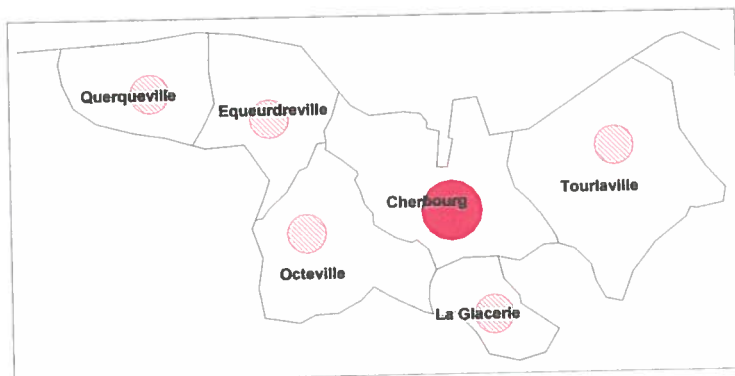 Querqueville
Equeurdreville
Tourlaville
Cherbourg
Octeville
La Glacerie